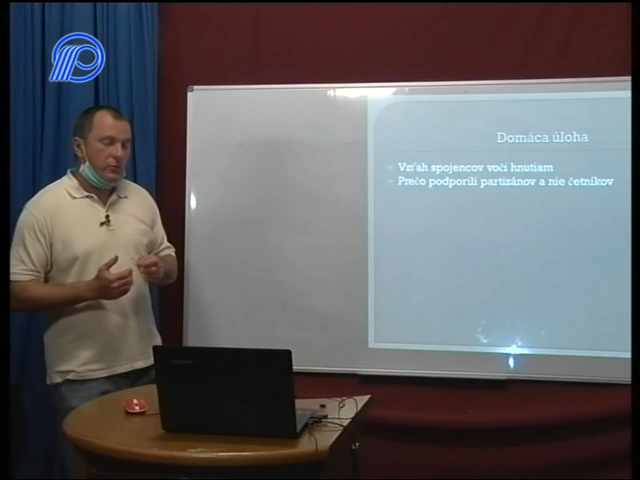 Domáca úloha
Vzťah spojencov voči hnutiam
Prečo podporili partizánov a nie četníkov